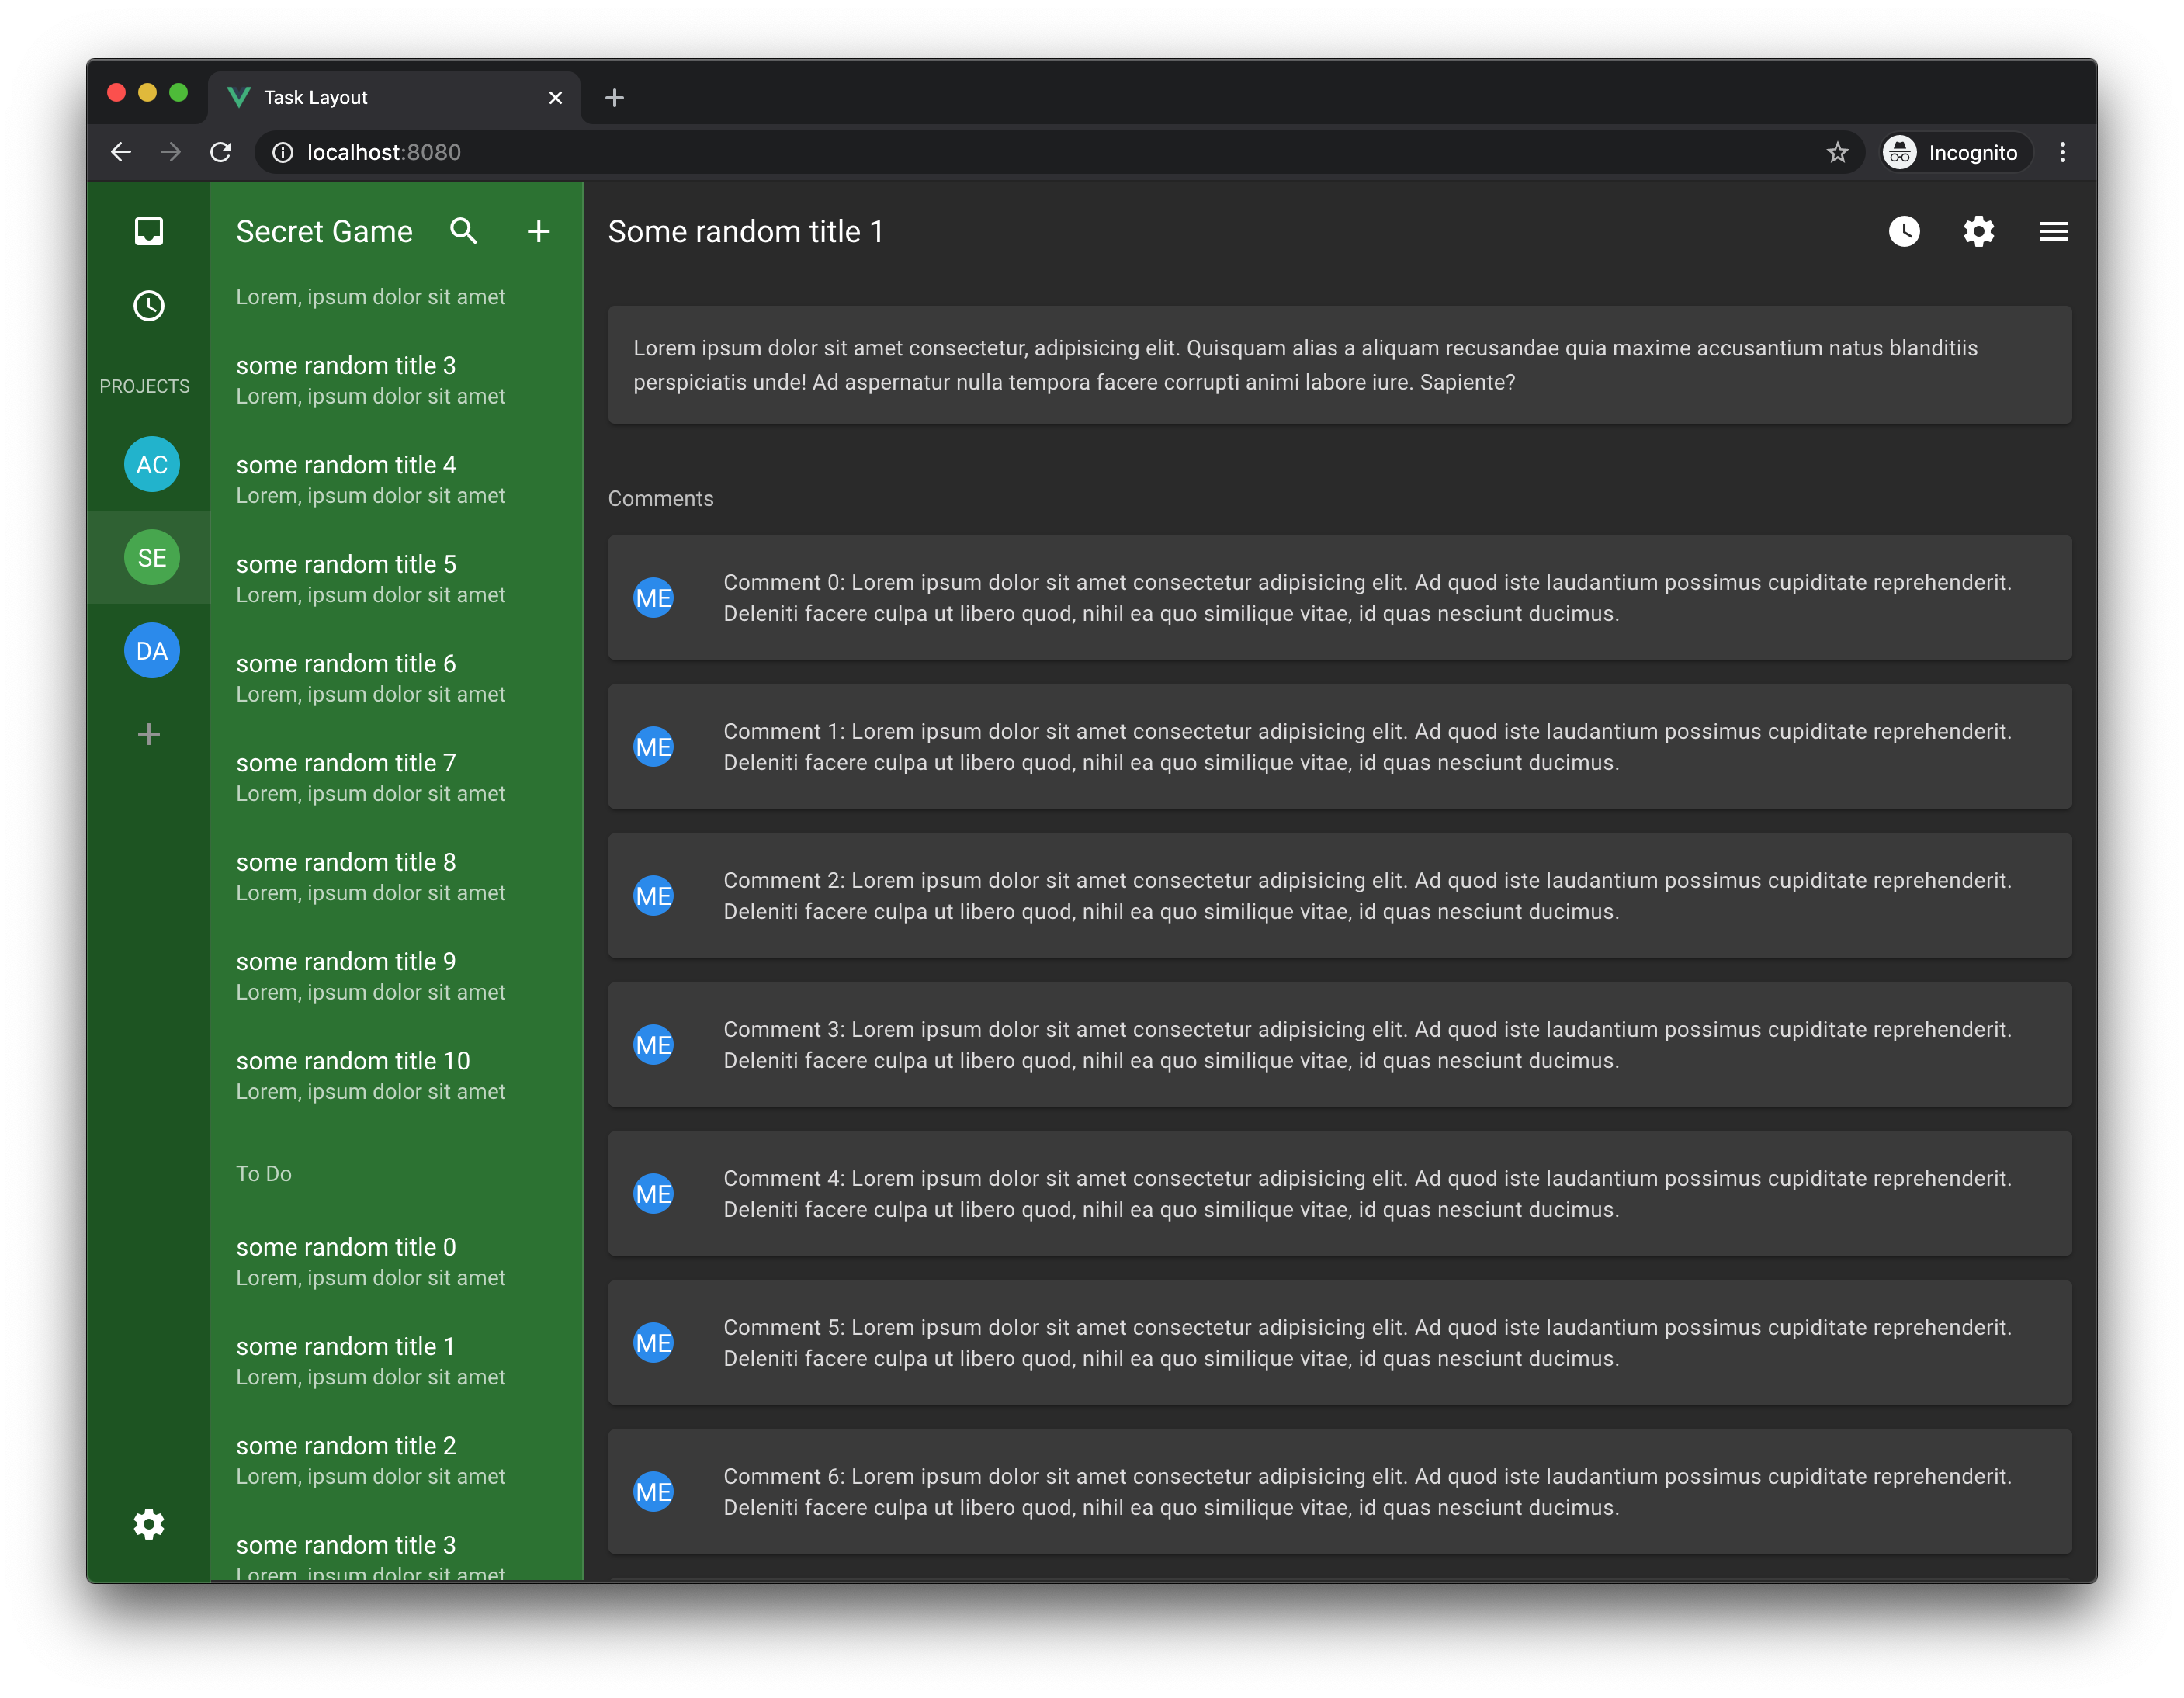 Task Layout
localhost:8080
Incognito
PROJECTS
AC
SE
DA
Secret Game
Lorem, ipsum dolor sit amet
some random title 3
Lorem, ipsum dolor sit amet
some random title 4
Lorem, ipsum dolor sit amet
some random title 5
Lorem, ipsum dolor sit amet
some random title 6
Lorem, ipsum dolor sit amet
some random title 7
Lorem, ipsum dolor sit amet
some random title 8
Lorem, ipsum dolor sit amet
some random title 9
Lorem, ipsum dolor sit amet
some random title 10
Lorem, ipsum dolor sit amet
To Do
some random title 0
Lorem, ipsum dolor sit amet
some random title 1
Lorem, ipsum dolor sit amet
some random title 2
Lorem, ipsum dolor sit amet
some random title 3
Lorem, ipsum dolor sit amet
Some random title 1
Lorem ipsum dolor sit amet consectetur, adipisicing elit. Quisquam alias a aliquam recusandae quia maxime accusantium natus blanditiis
perspiciatis unde! Ad aspernatur nulla tempora facere corrupti animi labore iure. Sapiente?
Comments
ME
Comment 0: Lorem ipsum dolor sit amet consectetur adipisicing elit. Ad quod iste laudantium possimus cupiditate reprehenderit.
Deleniti facere culpa ut libero quod, nihil ea quo similique vitae, id quas nesciunt ducimus.
ME
Comment 1: Lorem ipsum dolor sit amet consectetur adipisicing elit. Ad quod iste laudantium possimus cupiditate reprehenderit.
Deleniti facere culpa ut libero quod, nihil ea quo similique vitae, id quas nesciunt ducimus.
ME
Comment 2: Lorem ipsum dolor sit amet consectetur adipisicing elit. Ad quod iste laudantium possimus cupiditate reprehenderit.
Deleniti facere culpa ut libero quod, nihil ea quo similique vitae, id quas nesciunt ducimus.
ME
Comment 3: Lorem ipsum dolor sit amet consectetur adipisicing elit. Ad quod iste laudantium possimus cupiditate reprehenderit.
Deleniti facere culpa ut libero quod, nihil ea quo similique vitae, id quas nesciunt ducimus.
ME
Comment 4: Lorem ipsum dolor sit amet consectetur adipisicing elit. Ad quod iste laudantium possimus cupiditate reprehenderit.
Deleniti facere culpa ut libero quod, nihil ea quo similique vitae, id quas nesciunt ducimus.
ME
Comment 5: Lorem ipsum dolor sit amet consectetur adipisicing elit. Ad quod iste laudantium possimus cupiditate reprehenderit.
Deleniti facere culpa ut libero quod, nihil ea quo similique vitae, id quas nesciunt ducimus.
ME
Comment 6: Lorem ipsum dolor sit amet consectetur adipisicing elit. Ad quod iste laudantium possimus cupiditate reprehenderit.
Deleniti facere culpa ut libero quod, nihil ea quo similique vitae, id quas nesciunt ducimus.